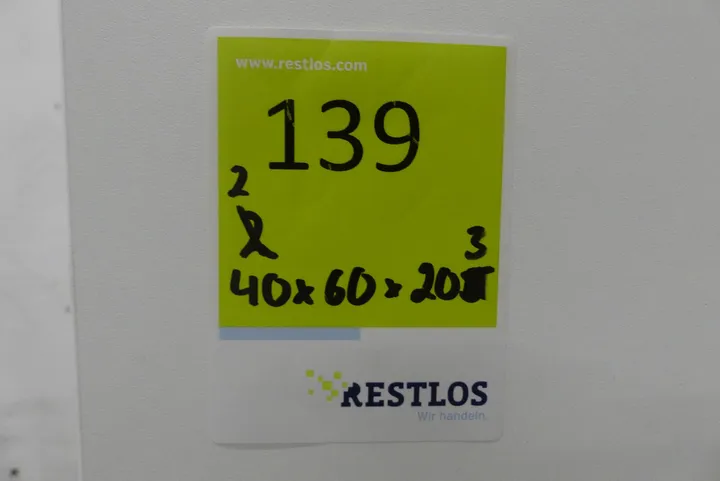 www.restlos.com
139
2
3
40x60x20
RESTLOS
Wir handeln.